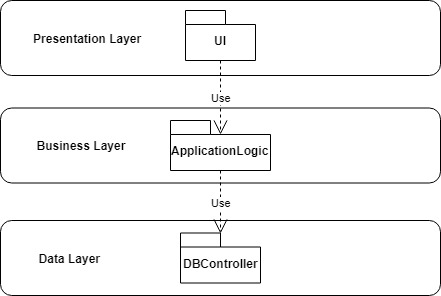 Presentation Layer
UI
Use
Business Layer
ApplicationLogic
Use
Data Layer
DBController